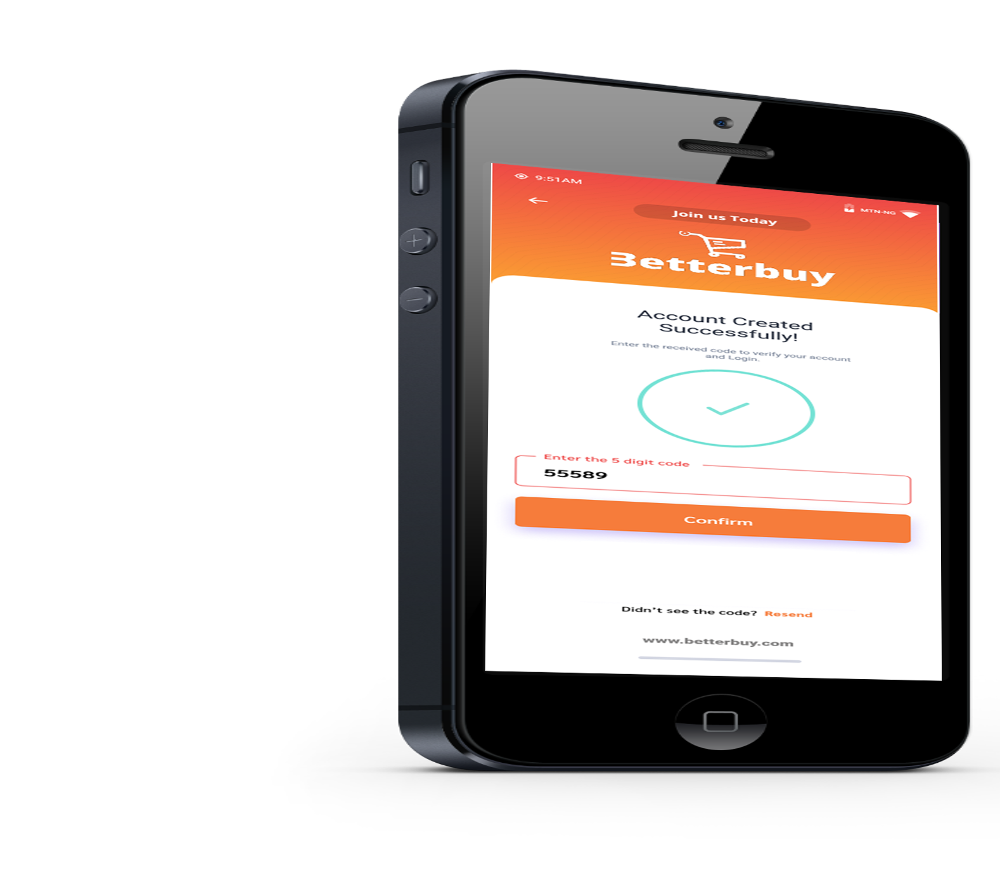 9:51AM
MTN-NG
Join us Today
Betterbuy
Account Created
Successfully!
Enter the received code to verify your account
and Login.
Enter the 5 digit code
55589
Confirm
Didn't see the code? Resend
www.betterbuy.com